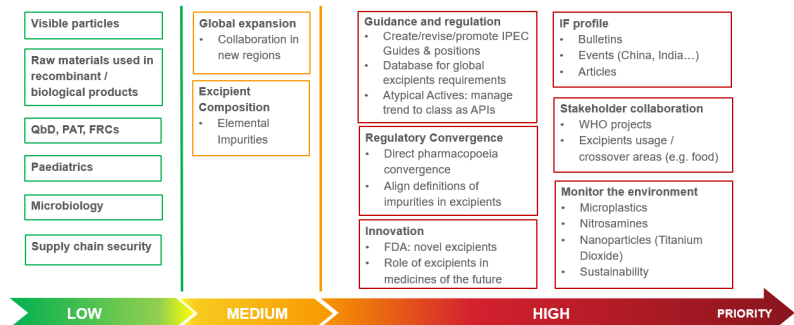 Visible particles
Raw materials used in
recombinant /
biological products
QbD, PAT, FRCs
Paediatrics
Microbiology
Supply chain security
Global expansion
• Collaboration in
new regions
Excipient
Composition
• Elemental
Impurities
Guidance and regulation
• Create/revise/promote IPEC
Guides & positions
• Database for global
excipients requirements
• Atypical Actives: manage
trend to class as APIs
Regulatory Convergence
• Direct pharmacopoeia
convergence
• Align definitions of
impurities in excipients
Innovation
• FDA: novel excipients
• Role of excipients in
medicines of the future
IF profile
• Bulletins
• Events (China, India…)
• Articles
Stakeholder collaboration
• WHO projects
• Excipients usage /
crossover areas (e.g. food)
Monitor the environment
• Microplastics
• Nitrosamines
• Nanoparticles (Titanium
Dioxide)
• Sustainability
LOW
MEDIUM
HIGH
PRIORITY